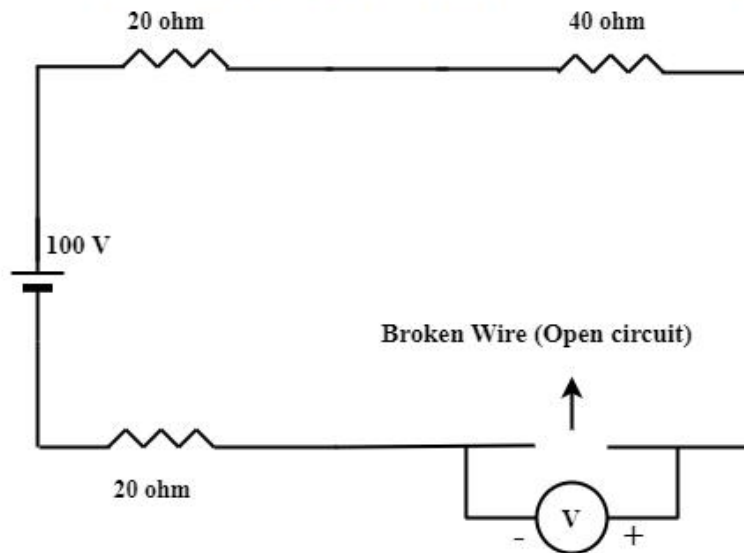 20 ohm
40 ohm
100 V
Broken Wire (Open circuit)
20 ohm
- V +